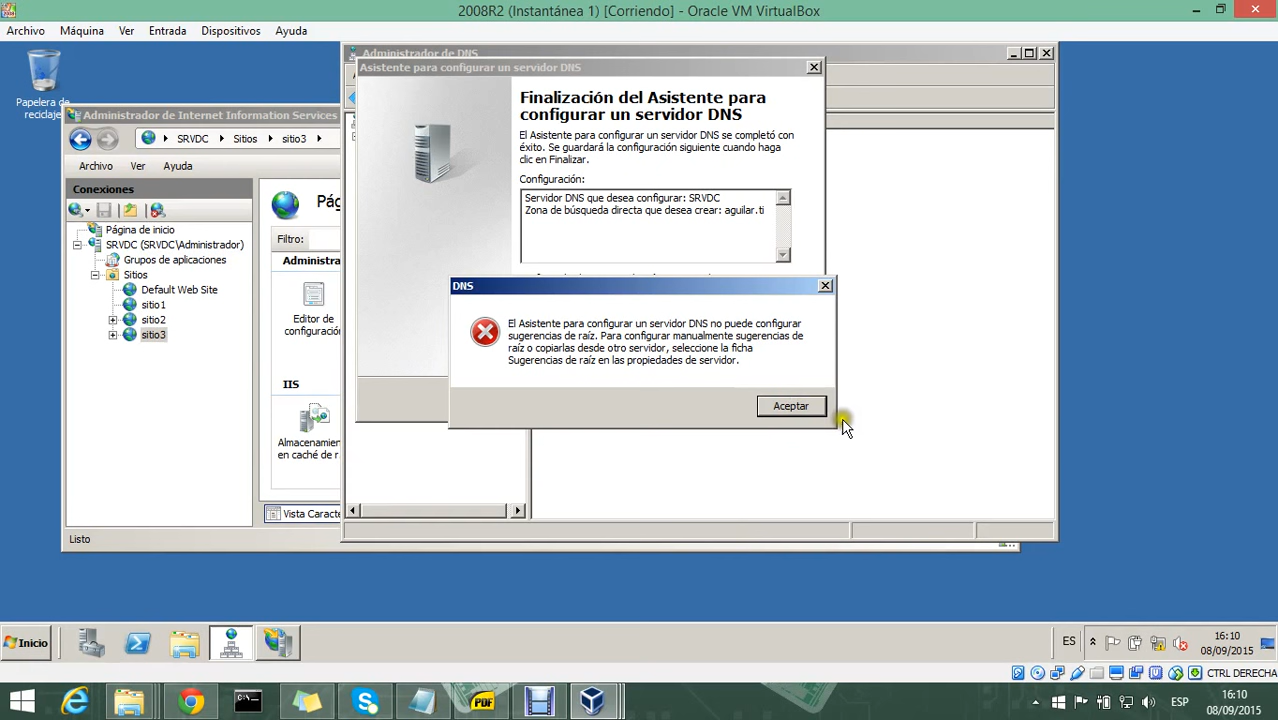 2008R2 (Instantánea 1) [Corriendo] - Oracle VM VirtualBox
Archivo Máquina Ver Entrada Dispositivos Ayuda
Papelera de
reciclaje
Administrador de DNS
Asistente para configurar un servidor DNS
Finalización del Asistente para
configurar un servidor DNS
El Asistente para configurar un servidor DNS se completó con
éxito. Se guardará la configuración siguiente cuando haga
clic en Finalizar.
Configuración:
Servidor DNS que desea configurar: SRVDC
Zona de búsqueda directa que desea crear: aguilar.ti
DNS
El Asistente para configurar un servidor DNS no puede configurar
sugerencias de raíz. Para configurar manualmente sugerencias de
raíz o copiarlas desde otro servidor, seleccione la ficha
Sugerencias de raíz en las propiedades de servidor.
Aceptar
Administrador de Internet Information Services
SRVDC Sitios sitio3
Archivo Ver Ayuda
Conexiones
Página de inicio
SRVDC (SRVDC\Administrador)
Grupos de aplicaciones
Sitios
Default Web Site
sitio1
sitio2
sitio3
Pág
Filtro:
Administra
Editor de
configuració
IIS
Almacenamien
en caché de r
Vista Caracte
Listo
Inicio
ES
16:10
08/09/2015
CTRL DERECHA
PDF
ESP
16:10
08/09/2015